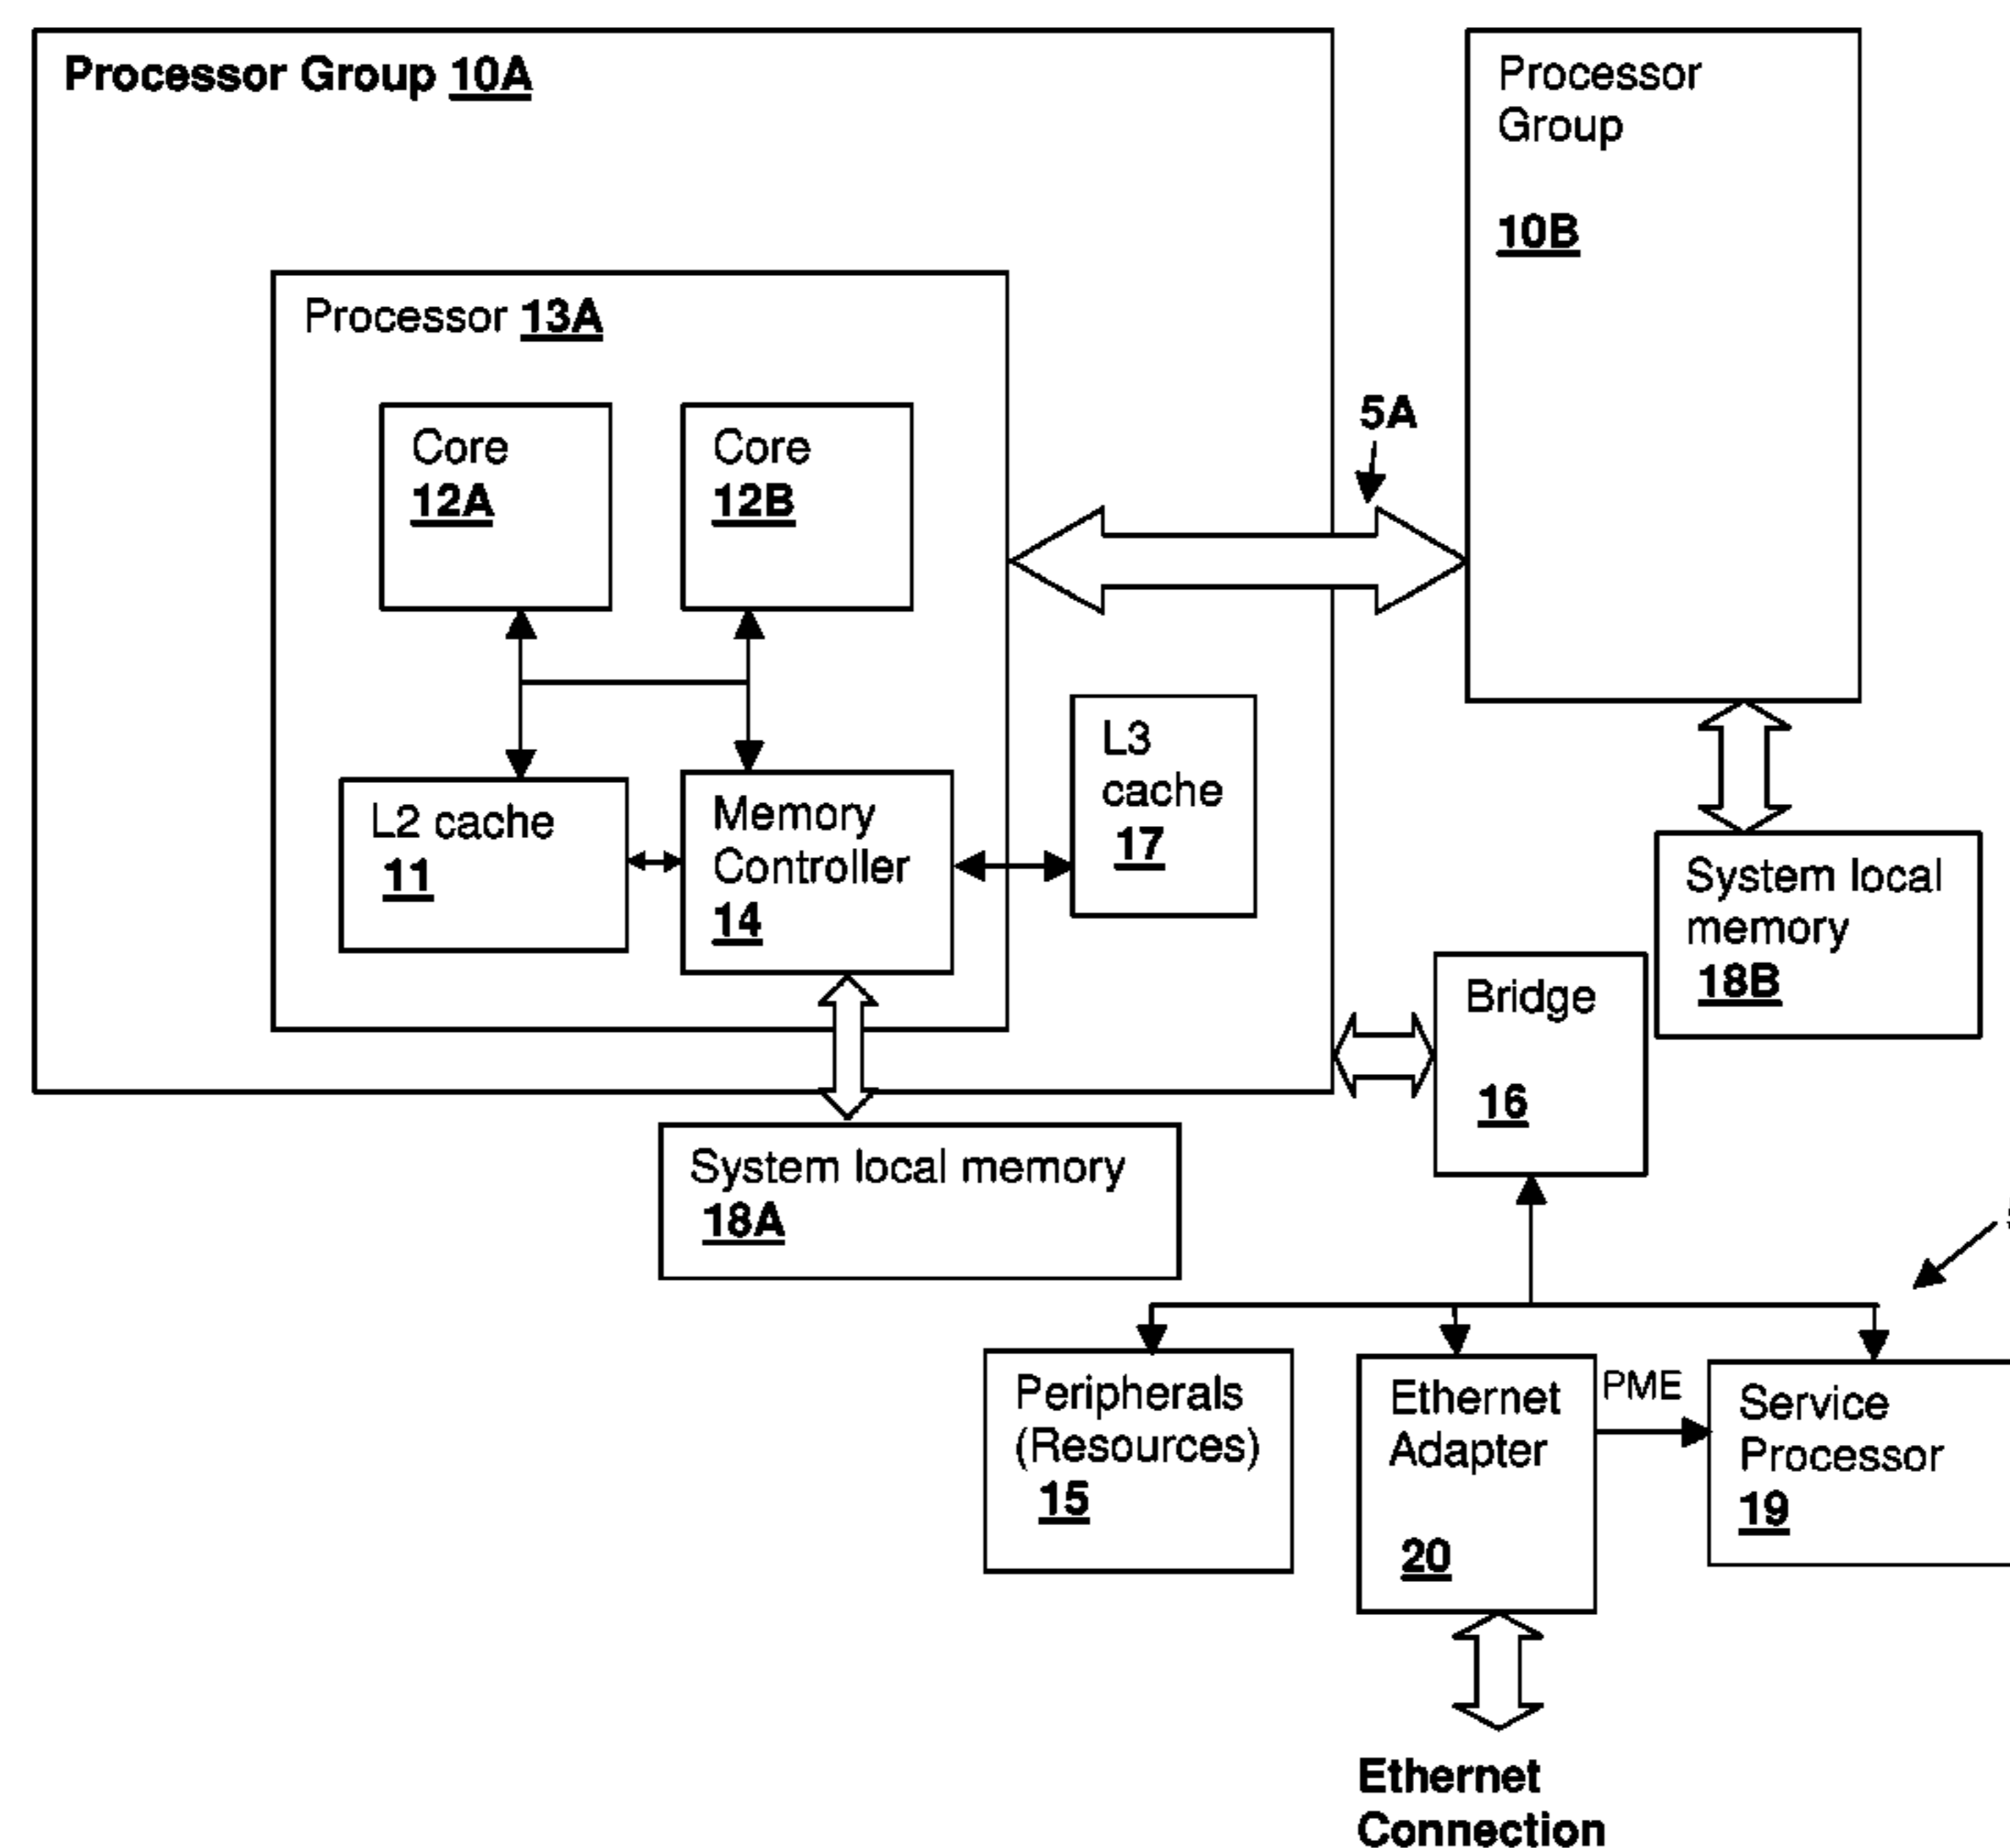 Processor Group 10A
Processor
Group
10B
Processor 13A
Core
12A
Core
12B
5A
L2 cache
11
Memory
Controller
14
L3
cache
17
System local
memory
18B
Bridge
16
System local memory
18A
Peripherals
(Resources)
15
Ethernet
Adapter
20
PME
Service
Processor
19
Ethernet
Connection